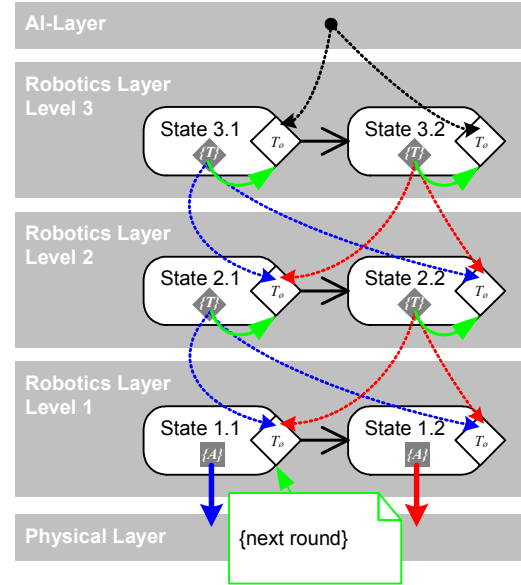 AI-Layer
Robotics Layer
Level 3
State 3.1
{T}
Tø
State 3.2
{T}
Tø
Robotics Layer
Level 2
State 2.1
{T}
Tø
State 2.2
{T}
Tø
Robotics Layer
Level 1
State 1.1
{A}
Tø
State 1.2
{A}
Tø
Physical Layer
{next round}